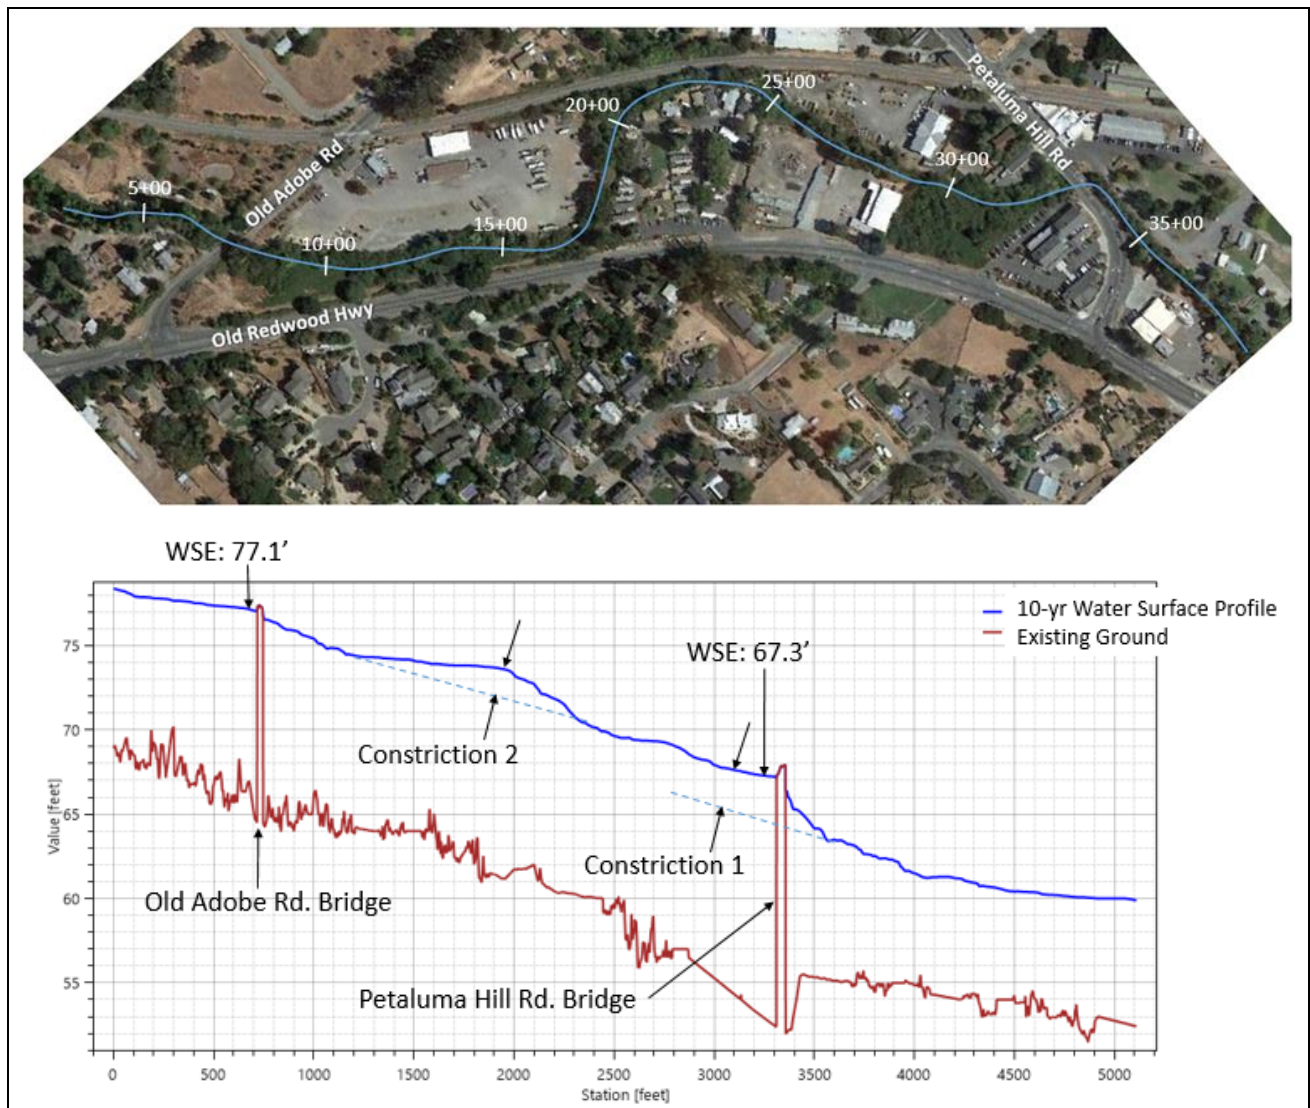 Petaluma Hill Rd
25+00
20+00
Old Adobe Rd
5+00
30+00
35+00
15+00
10+00
Old Redwood Hwy
WSE: 77.1’
10-yr Water Surface Profile
Existing Ground
WSE: 67.3’
75
70
65
60
55
Value [feet]
Constriction 2
Constriction 1
Old Adobe Rd. Bridge
Petaluma Hill Rd. Bridge
0 500 1000 1500 2000 2500 3000 3500 4000 4500 5000
Station [feet]